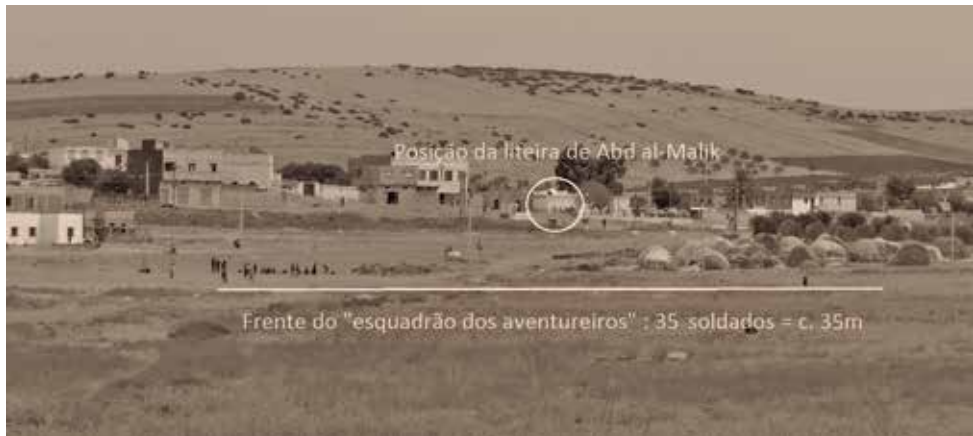 Posição da liteira de Abd al-Malik
Frente do "esquadrão dos aventureiros" : 35 soldados = c. 35m